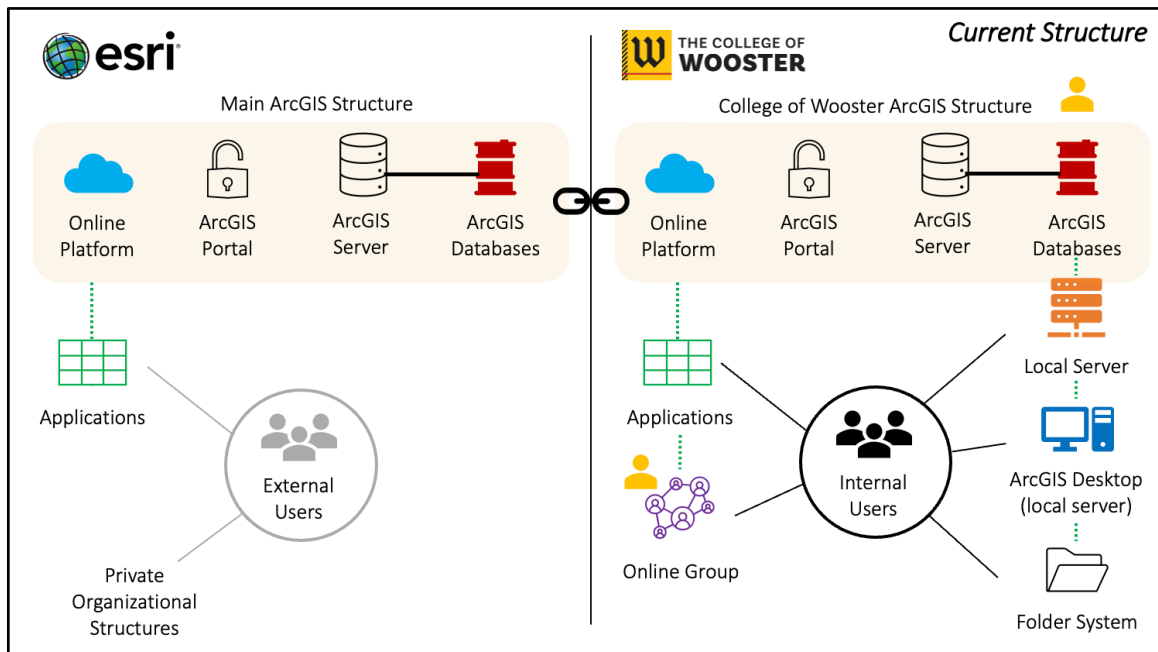 Current Structure
esri
Main ArcGIS Structure
Online
Platform
ArcGIS
Portal
ArcGIS
Server
ArcGIS
Databases
Applications
External
Users
Private
Organizational
Structures
W
THE COLLEGE OF
WOOSTER
College of Wooster ArcGIS Structure
Online
Platform
ArcGIS
Portal
ArcGIS
Server
ArcGIS
Databases
Applications
Online Group
Internal
Users
Local Server
ArcGIS Desktop
(local server)
Folder System